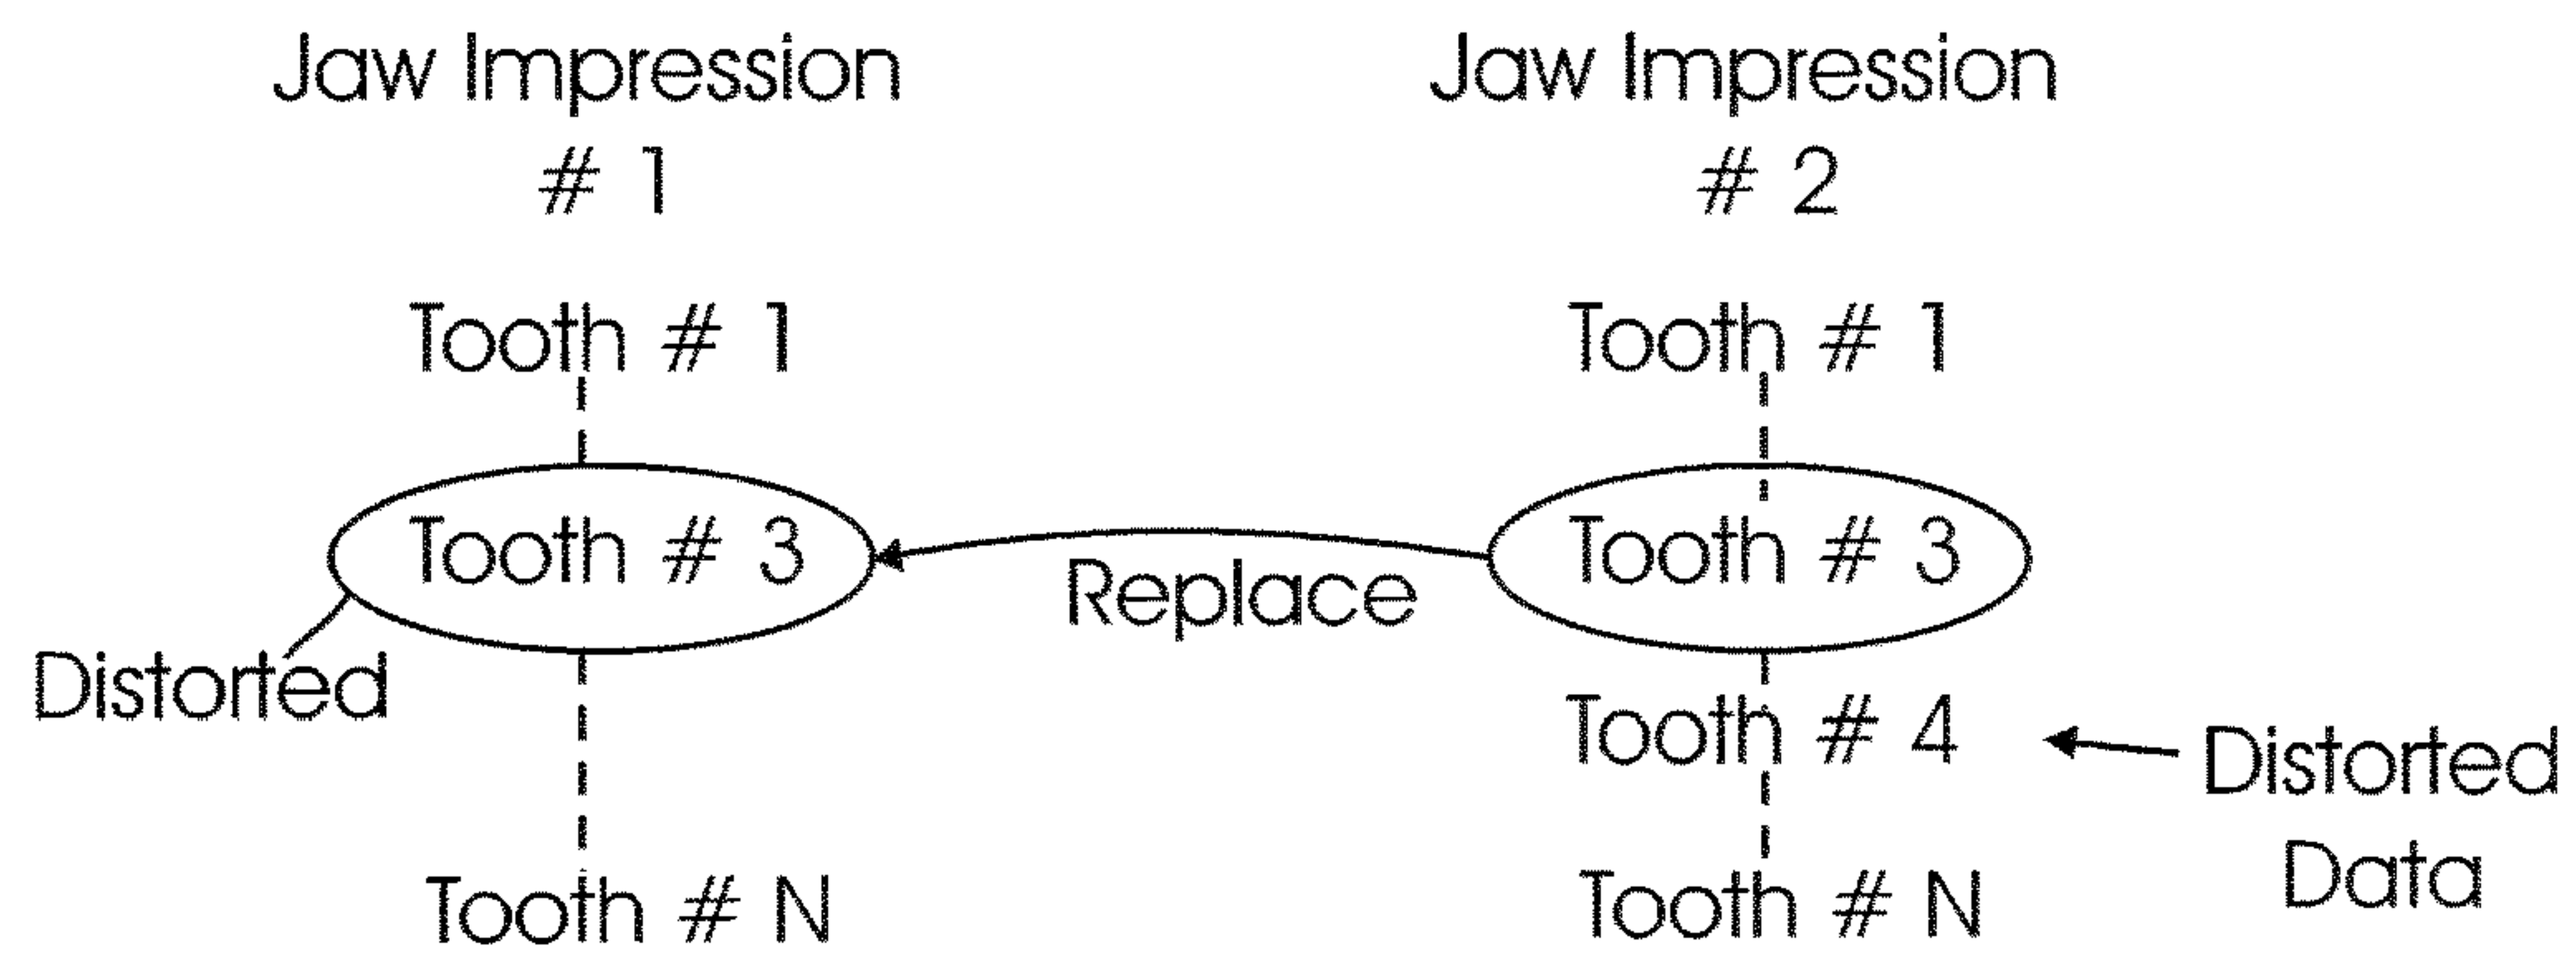 Jaw Impression
# 1
Jaw Impression
# 2
Tooth # 1
Tooth # 1
Tooth # 3
Replace
Tooth # 3
Distorted
Tooth # 4
Distorted
Data
Tooth # N
Tooth # N